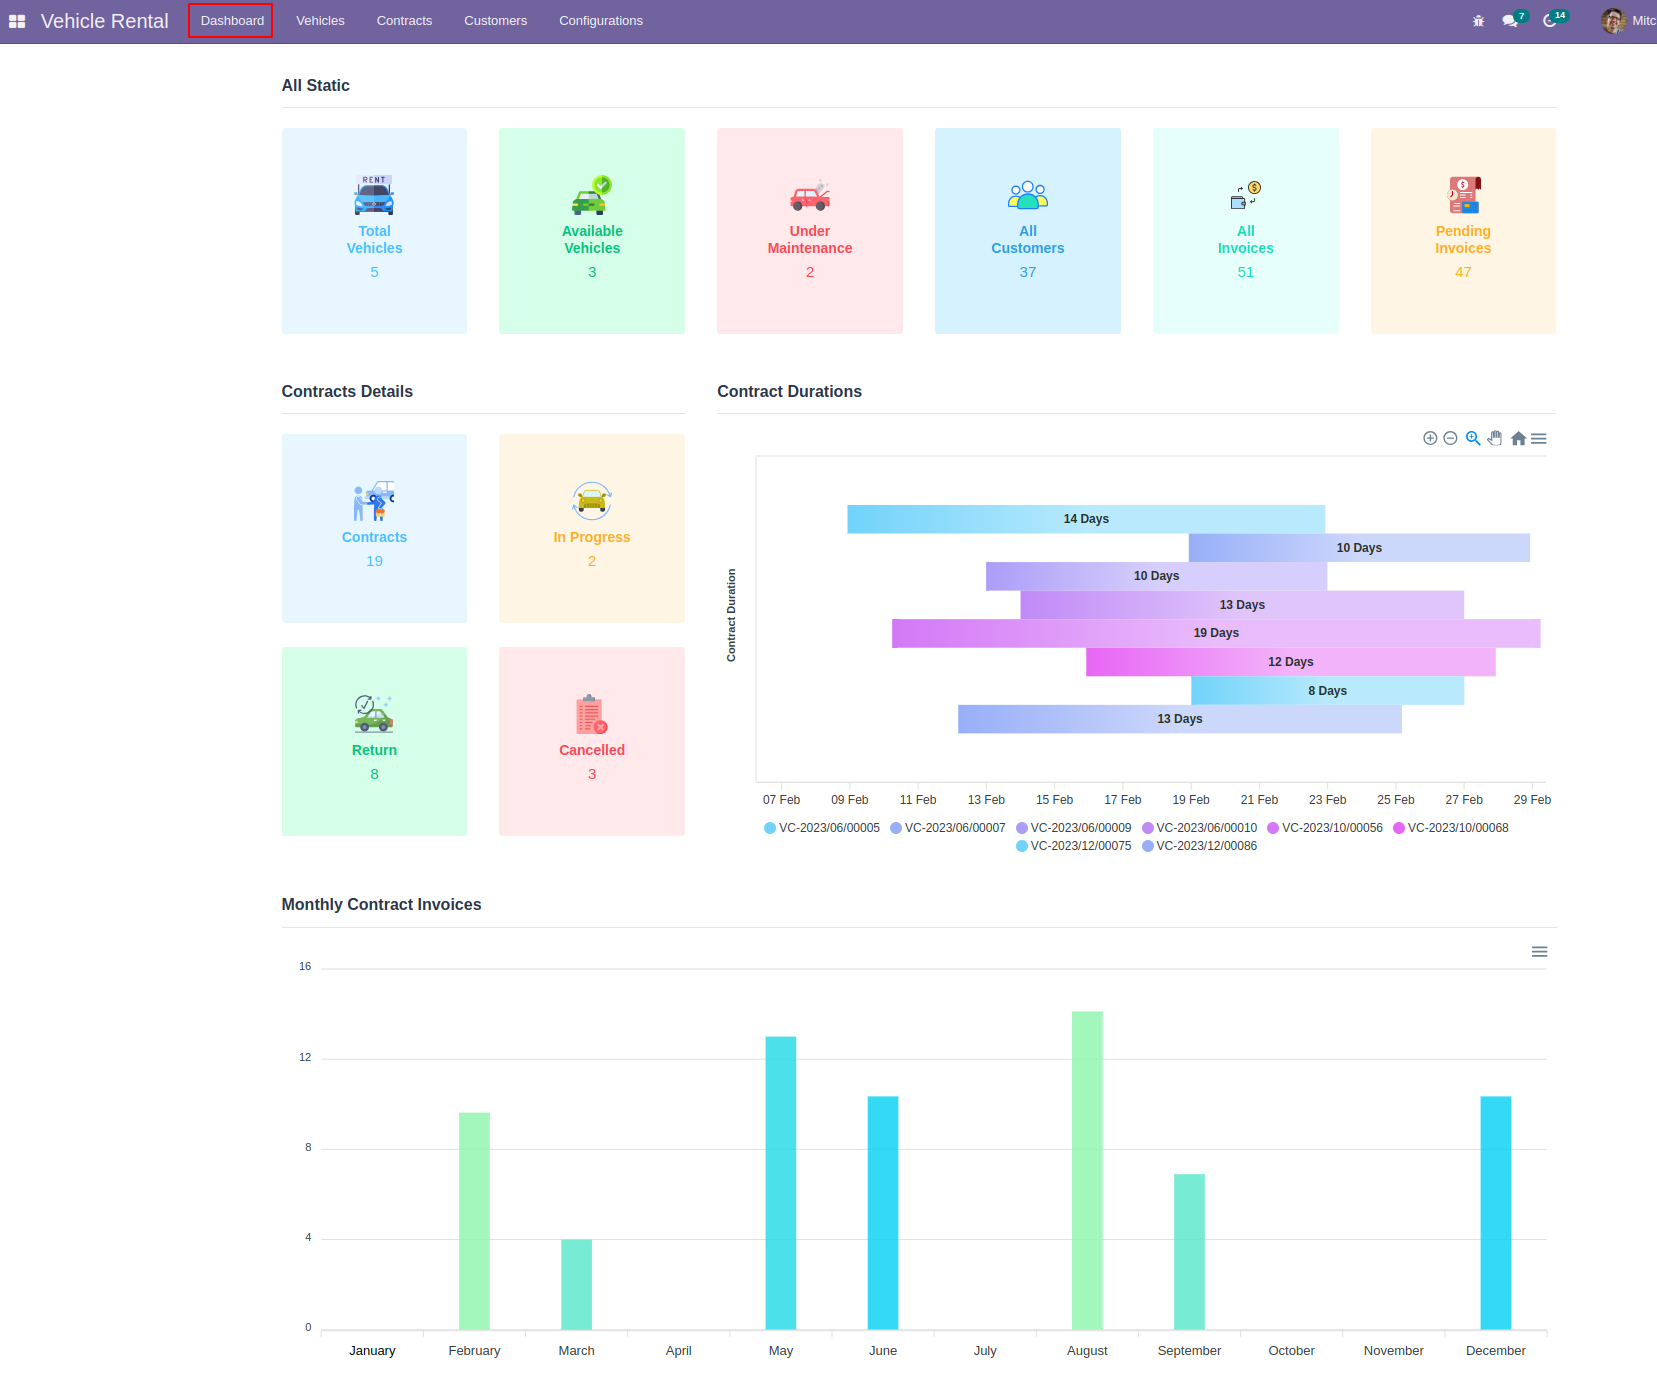 Vehicle Rental Dashboard Vehicles Contracts Customers Configurations 7 14 Mitc
All Static
RENT
Total
Vehicles
5
Available
Vehicles
3
Under
Maintenance
2
All
Customers
37
All
Invoices
51
Pending
Invoices
47
Contracts Details
Contracts
19
In Progress
2
Return
8
Cancelled
3
Contract Durations
Contract Duration
14 Days
10 Days
10 Days
13 Days
19 Days
12 Days
8 Days
13 Days
07 Feb 09 Feb 11 Feb 13 Feb 15 Feb 17 Feb 19 Feb 21 Feb 23 Feb 25 Feb 27 Feb 29 Feb
VC-2023/06/00005 VC-2023/06/00007 VC-2023/06/00009 VC-2023/06/00010 VC-2023/10/00056 VC-2023/10/00068
VC-2023/12/00075 VC-2023/12/00086
Monthly Contract Invoices
16
12
8
4
0
January February March April May June July August September October November December